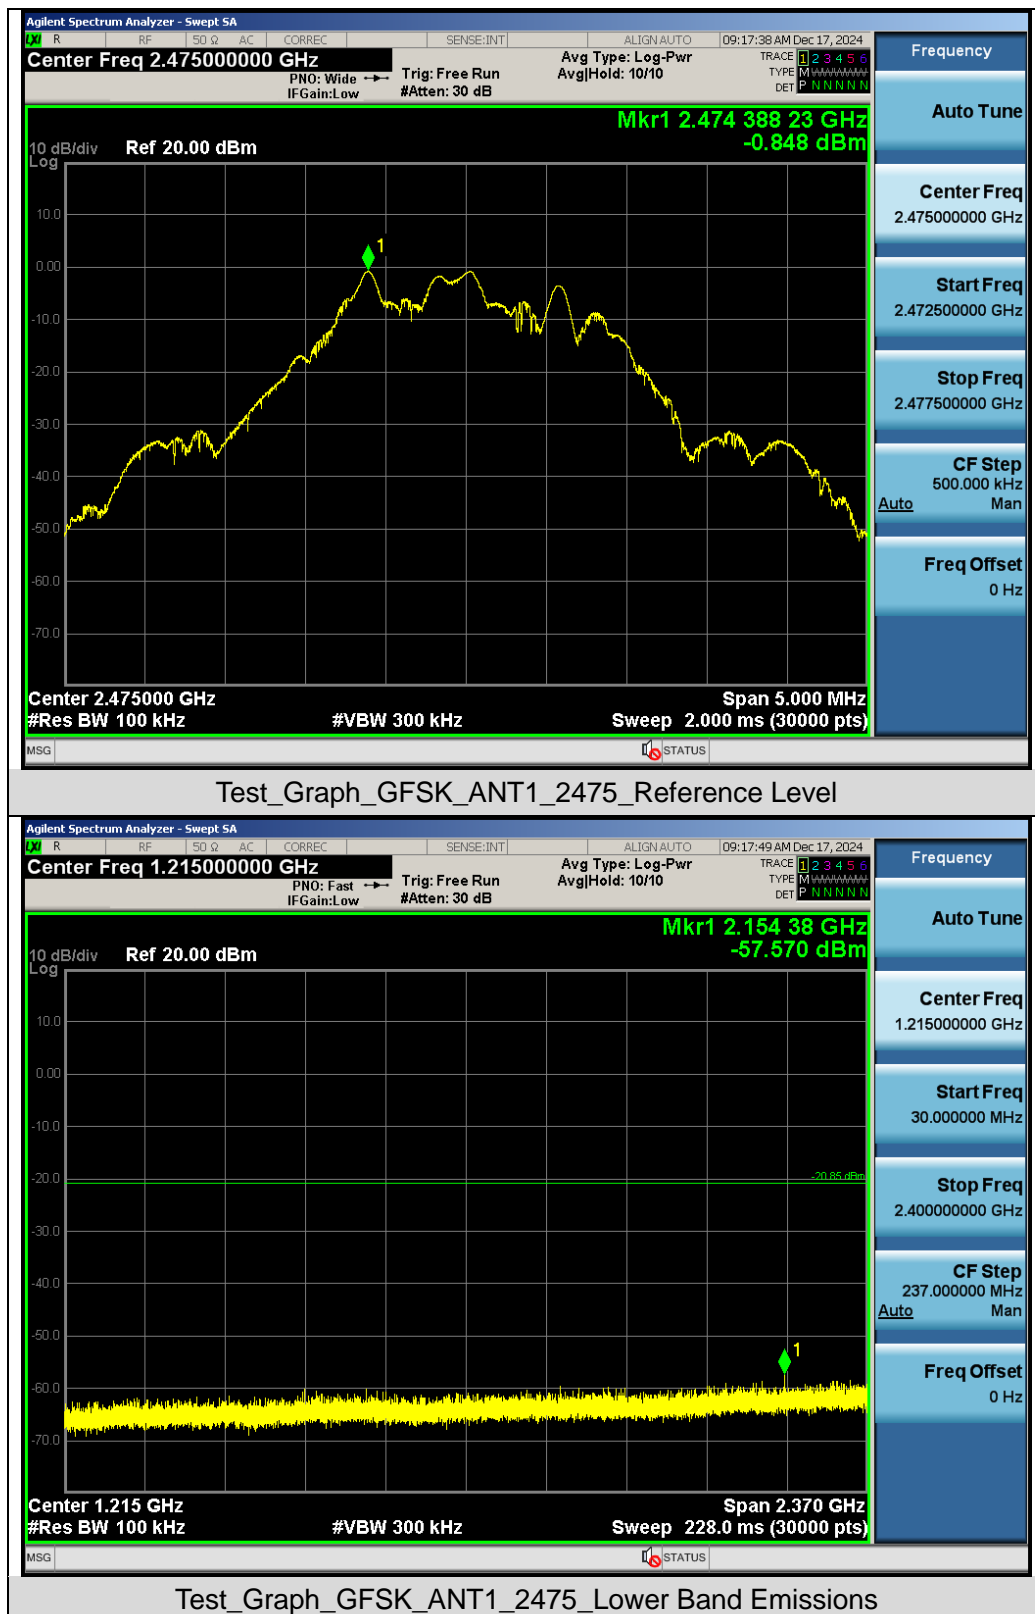 Agilent Spectrum Analyzer - Swept SA
LXI R RF 50 Ω AC CORREC SENSE:INT ALIGN AUTO 09:17:38 AM Dec 17, 2024
Center Freq 2.475000000 GHz
PNO: Wide
IFGain:Low
Trig: Free Run
#Atten: 30 dB
Avg Type: Log-Pwr
Avg|Hold: 10/10
TRACE 1 2 3 4 5 6
TYPE M WWWWW
DET P N N N N N
Mkr1 2.474 388 23 GHz
-0.848 dBm
10 dB/div Ref 20.00 dBm
Log
10.0
1
0.00
-10.0
-20.0
-30.0
-40.0
-50.0
-60.0
-70.0
Center 2.475000 GHz Span 5.000 MHz
#Res BW 100 kHz #VBW 300 kHz Sweep 2.000 ms (30000 pts)
MSG STATUS
Frequency
Auto Tune
Center Freq
2.475000000 GHz
Start Freq
2.472500000 GHz
Stop Freq
2.477500000 GHz
CF Step
500.000 kHz
Auto Man
Freq Offset
0 Hz
Test_Graph_GFSK_ANT1_2475_Reference Level
Agilent Spectrum Analyzer - Swept SA
LXI R RF 50 Ω AC CORREC SENSE:INT ALIGN AUTO 09:17:49 AM Dec 17, 2024
Center Freq 1.215000000 GHz
PNO: Fast
IFGain:Low
Trig: Free Run
#Atten: 30 dB
Avg Type: Log-Pwr
Avg|Hold: 10/10
TRACE 1 2 3 4 5 6
TYPE M WWWWW
DET P N N N N N
Mkr1 2.154 38 GHz
-57.570 dBm
10 dB/div Ref 20.00 dBm
Log
10.0
0.00
-10.0
-20.0
-20.85 dBm
-30.0
-40.0
-50.0
1
-60.0
-70.0
Center 1.215 GHz Span 2.370 GHz
#Res BW 100 kHz #VBW 300 kHz Sweep 228.0 ms (30000 pts)
MSG STATUS
Frequency
Auto Tune
Center Freq
1.215000000 GHz
Start Freq
30.000000 MHz
Stop Freq
2.400000000 GHz
CF Step
237.000000 MHz
Auto Man
Freq Offset
0 Hz
Test_Graph_GFSK_ANT1_2475_Lower Band Emissions